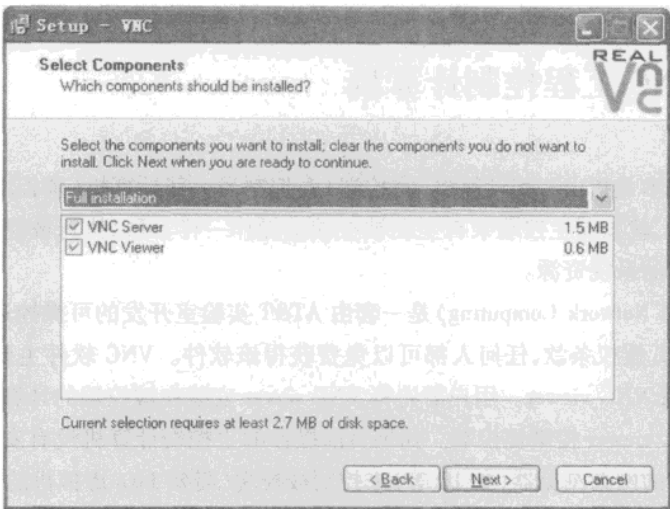 Setup - VNC
Select Components
Which components should be installed?
REAL
VNC
Select the components you want to install; clear the components you do not want to
install. Click Next when you are ready to continue.
Full installation
VNC Server 1.5 MB
VNC Viewer 0.6 MB
Current selection requires at least 2.7 MB of disk space.
< Back
Next >
Cancel